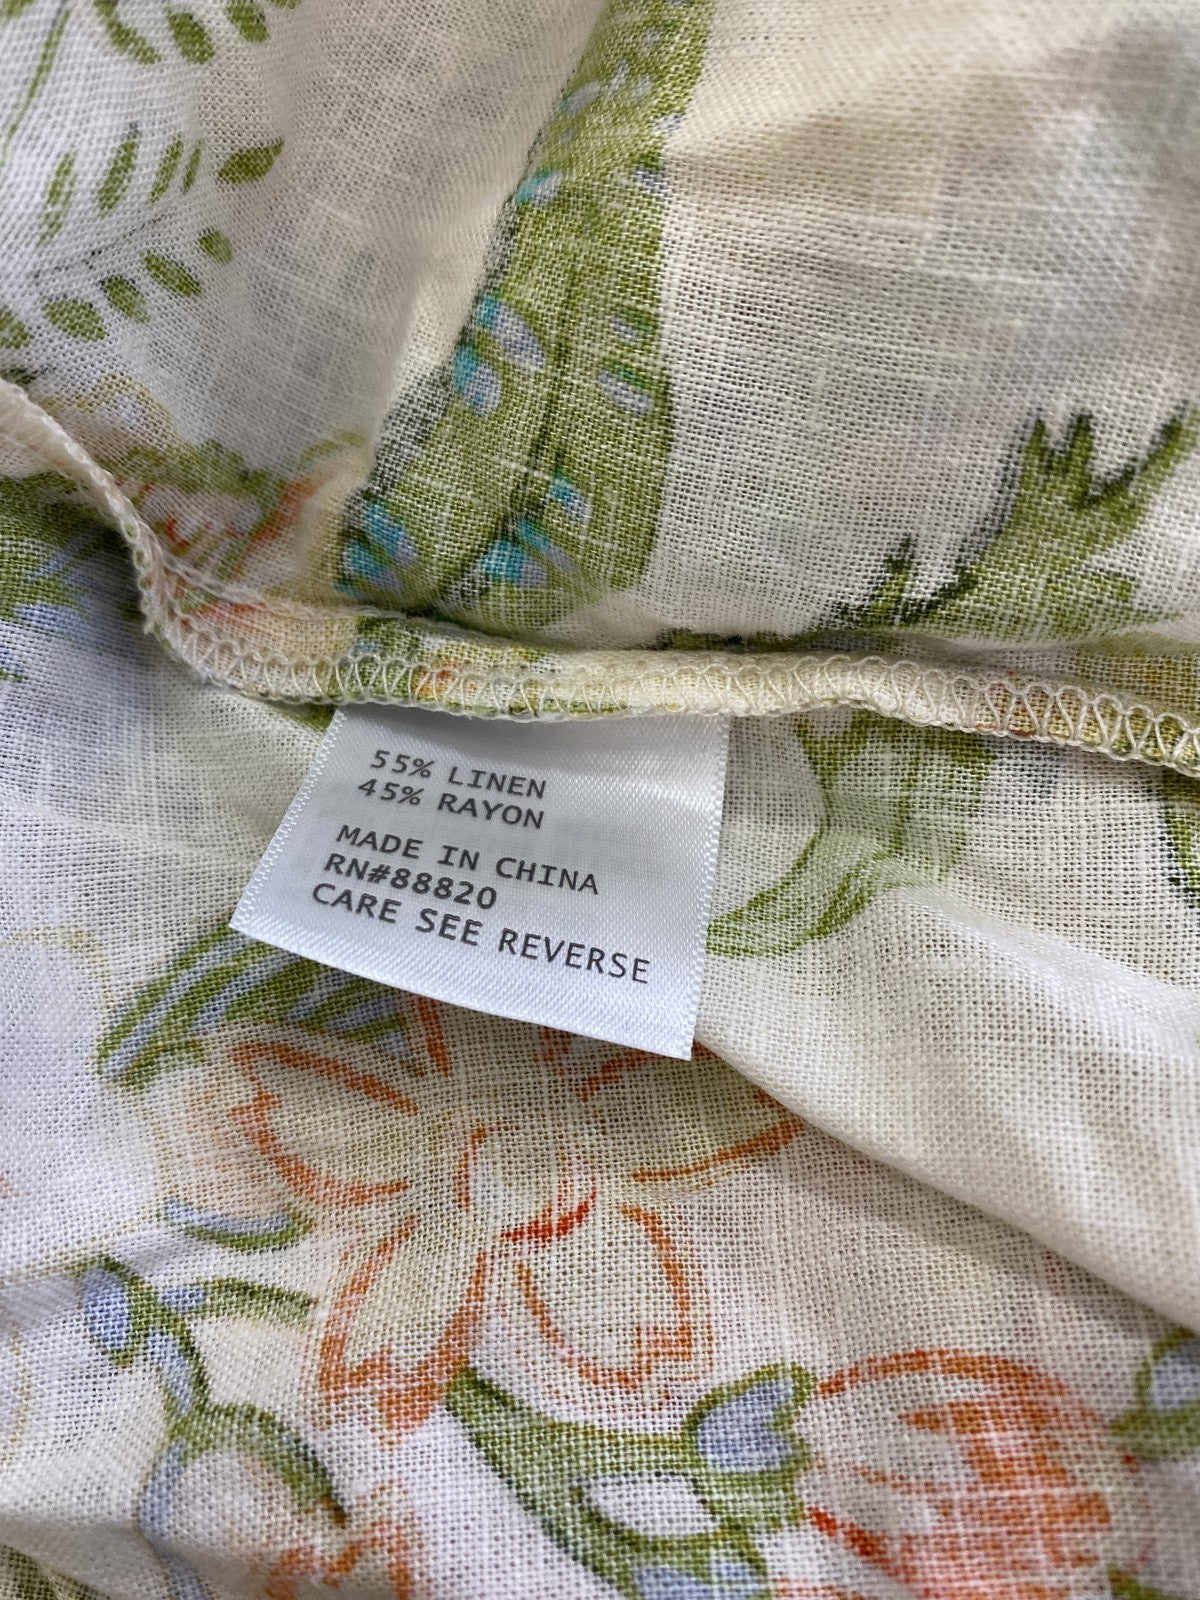 55% LINEN
45% RAYON
MADE IN CHINA
RN#88820
CARE SEE REVERSE